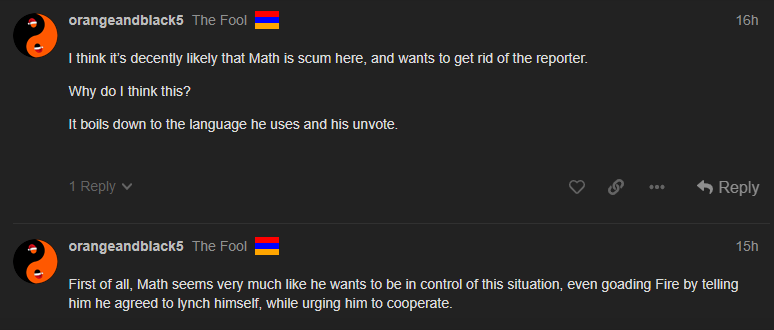 orangeandblack5 The Fool 16h
I think it's decently likely that Math is scum here, and wants to get rid of the reporter.
Why do I think this?
It boils down to the language he uses and his unvote.
1 Reply Reply
orangeandblack5 The Fool 15h
First of all, Math seems very much like he wants to be in control of this situation, even goading Fire by telling
him he agreed to lynch himself, while urging him to cooperate.